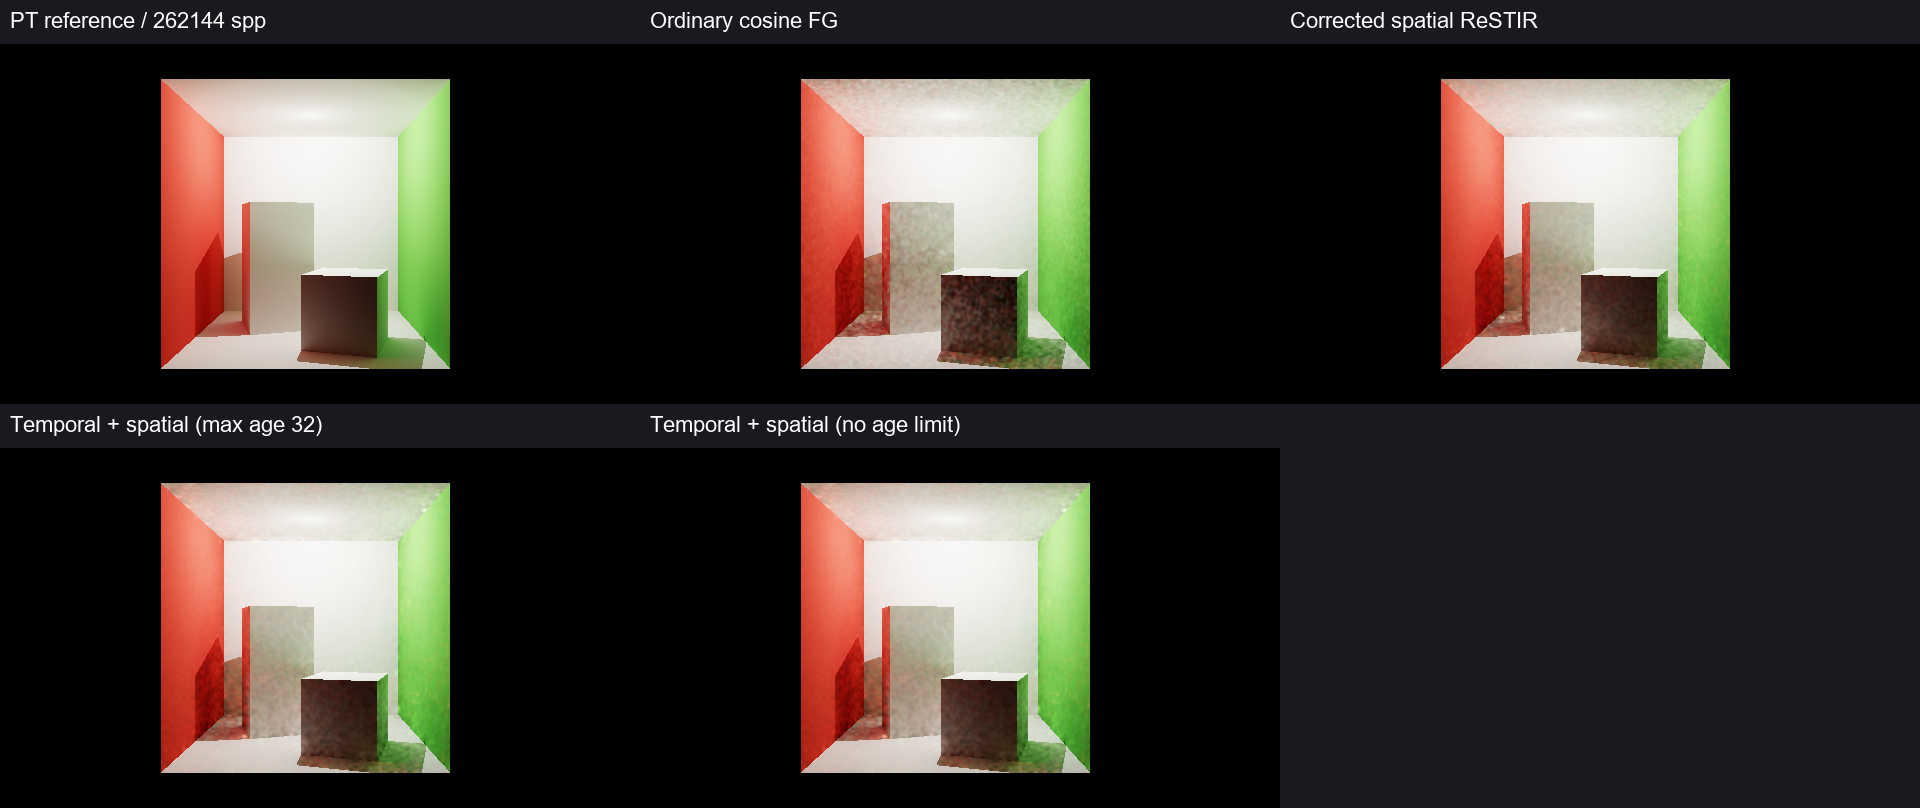 PT reference / 262144 spp
Ordinary cosine FG
Corrected spatial ReSTIR
Temporal + spatial (max age 32)
Temporal + spatial (no age limit)